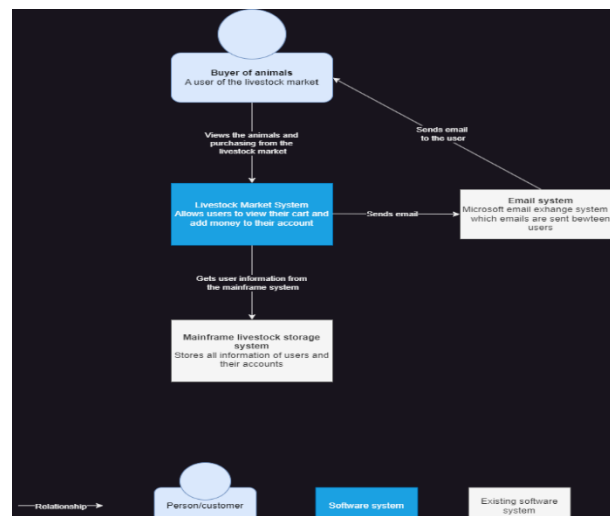 Buyer of animals
A user of the livestock market
Views the animals and
purchasing from the
livestock market
Sends email
to the user
Livestock Market System
Allows users to view their cart and
add money to their account
Sends email
Email system
Microsoft email exhange system
which emails are sent bewteen
users
Gets user information from
the mainframe system
Mainframe livestock storage
system
Stores all information of users and
their accounts
Relationship
Person/customer
Software system
Existing software
system